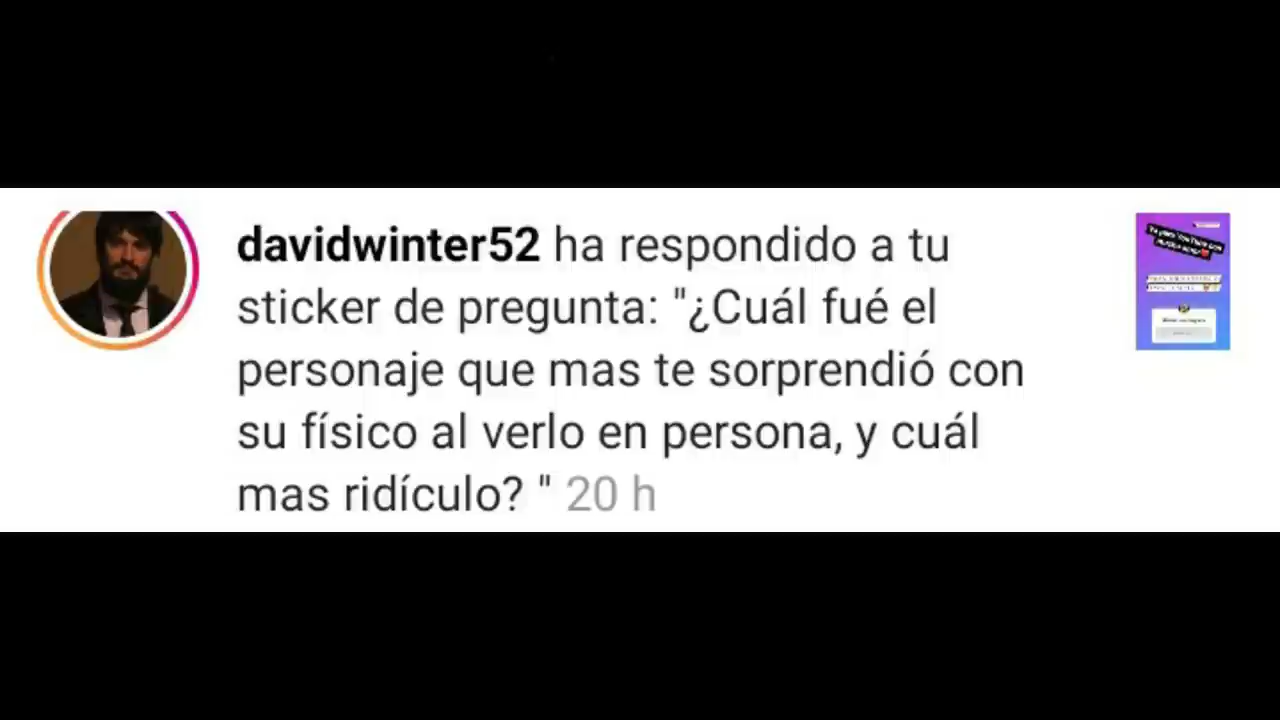 davidwinter52 ha respondido a tu
sticker de pregunta: "¿Cuál fué el
personaje que mas te sorprendió con
su físico al verlo en persona, y cuál
mas ridículo? " 20 h